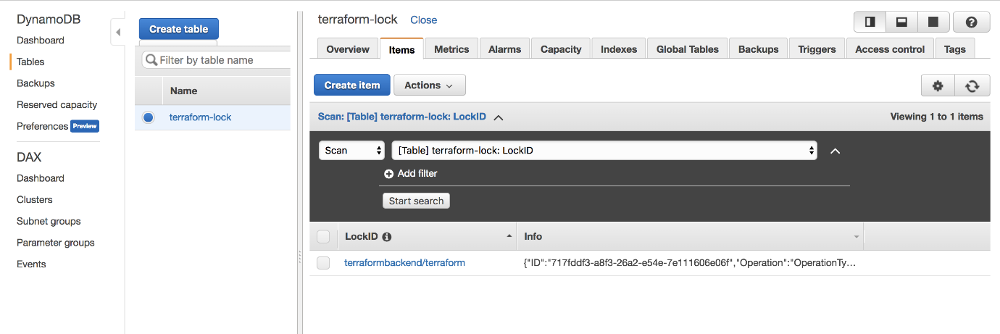 DynamoDB
Dashboard
Tables
Backups
Reserved capacity
Preferences Preview
DAX
Dashboard
Clusters
Subnet groups
Parameter groups
Events
Create table
Filter by table name
Name
terraform-lock
terraform-lock Close
Overview Items Metrics Alarms Capacity Indexes Global Tables Backups Triggers Access control Tags
Create item Actions
Scan: [Table] terraform-lock: LockID Viewing 1 to 1 items
Scan [Table] terraform-lock: LockID
Add filter
Start search
LockID Info
terraformbackend/terraform {"ID":"717fddf3-a8f3-26a2-e54e-7e111606e06f","Operation":"OperationTy…